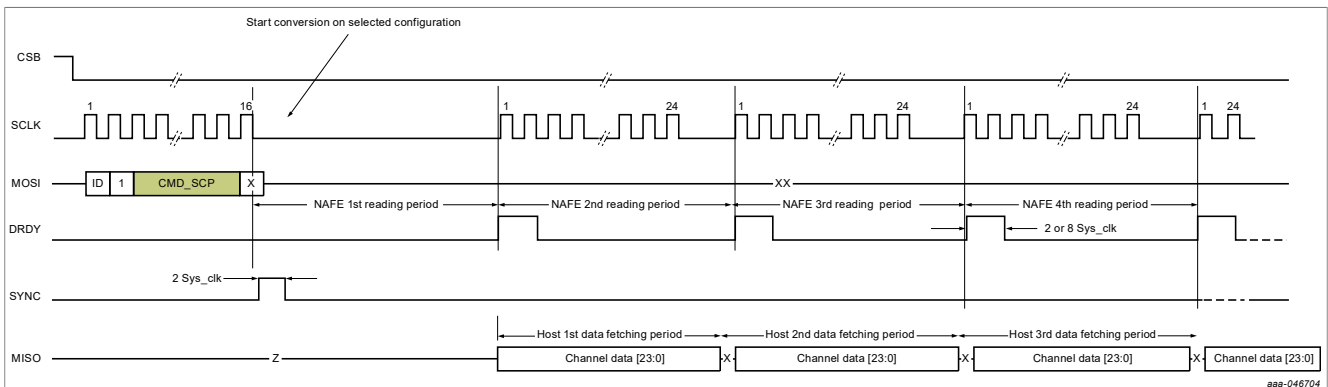 Start conversion on selected configuration
CSB
1 16 1 24 1 24 1 24 1 24
SCLK
MOSI ID 1 CMD_SCP X XX
NAFE 1st reading period NAFE 2nd reading period NAFE 3rd reading period NAFE 4th reading period
DRDY 2 or 8 Sys_clk
2 Sys_clk
SYNC
Host 1st data fetching period Host 2nd data fetching period Host 3rd data fetching period
MISO Z Channel data [23:0] X Channel data [23:0] X Channel data [23:0] X Channel data [23:0]
aaa-046704